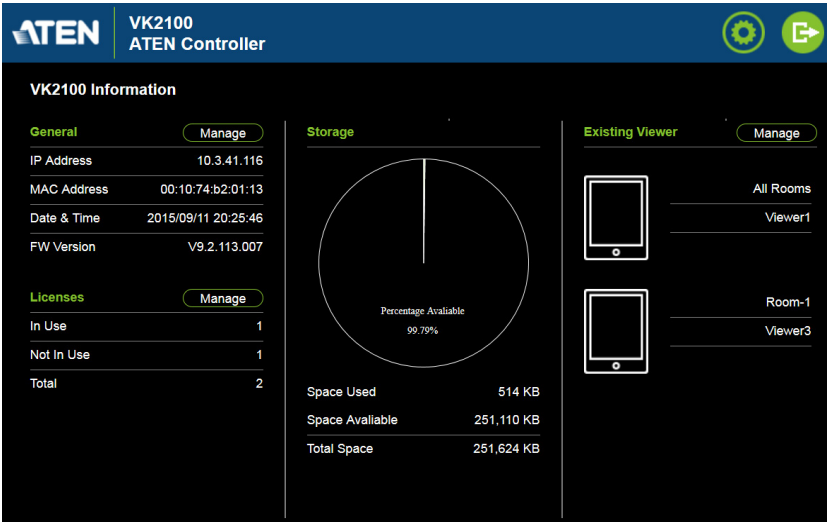 ATEN
VK2100
ATEN Controller
VK2100 Information
General Manage
IP Address 10.3.41.116
MAC Address 00:10:74:b2:01:13
Date & Time 2015/09/11 20:25:46
FW Version V9.2.113.007
Licenses Manage
In Use 1
Not In Use 1
Total 2
Storage
Percentage Avaliable
99.79%
Space Used 514 KB
Space Avaliable 251,110 KB
Total Space 251,624 KB
Existing Viewer Manage
All Rooms
Viewer1
Room-1
Viewer3